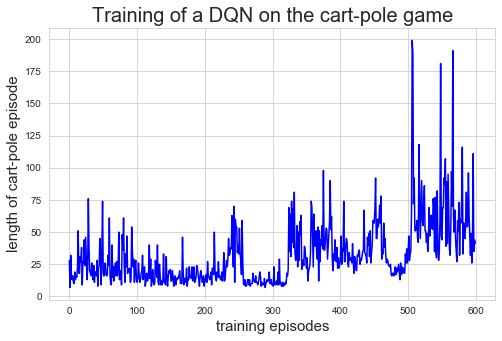 Training of a DQN on the cart-pole game
length of cart-pole episode
200
175
150
125
100
75
50
25
0
0 100 200 300 400 500 600
training episodes